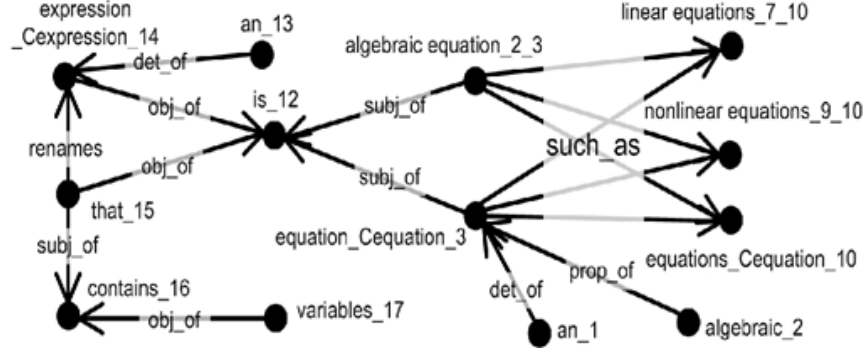 expression
_Cexpression_14
an_13
det_of
algebraic equation_2_3
linear equations_7_10
obj_of
is_12
subj_of
nonlinear equations_9_10
renames
obj_of
such_as
that_15
subj_of
subj_of
equation_Cequation_3
equations_Cequation_10
contains_16
det_of
prop_of
obj_of
variables_17
an_1
algebraic_2